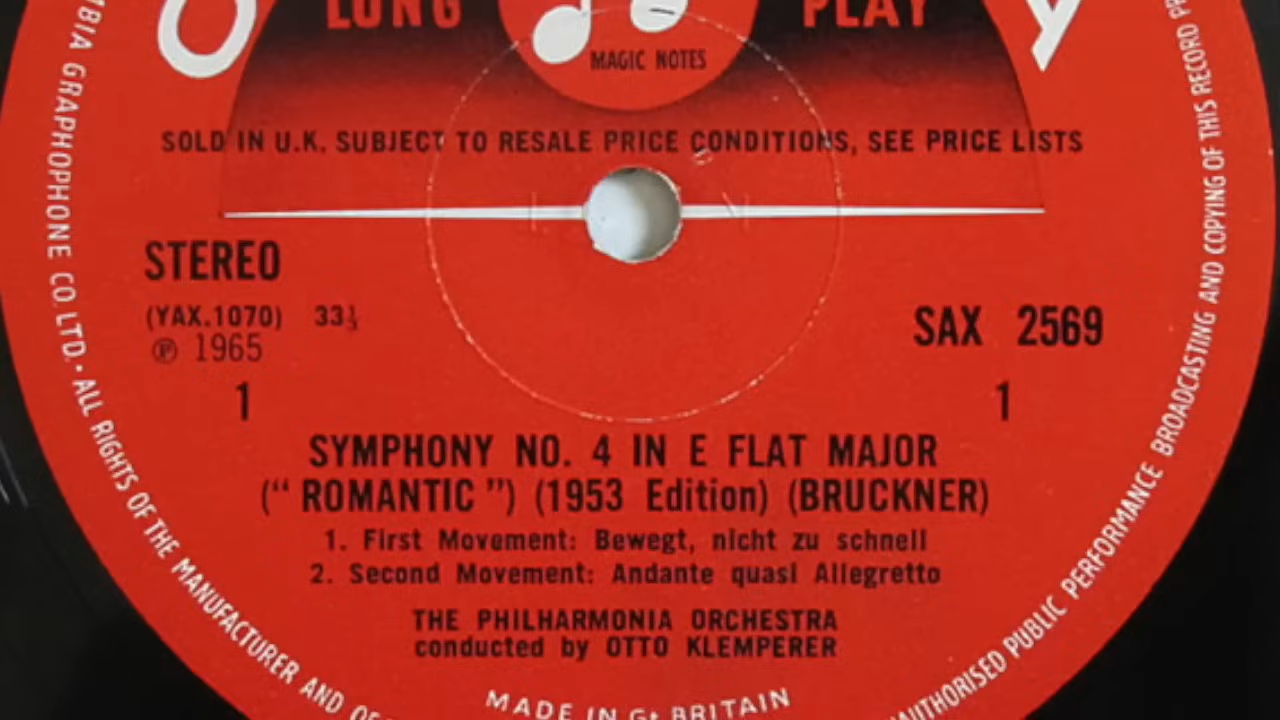 LONG PLAY
MAGIC NOTES
SOLD IN U.K. SUBJECT TO RESALE PRICE CONDITIONS, SEE PRICE LISTS
STEREO
(YAX.1070) 33⅓
℗ 1965
SAX 2569
1 1
SYMPHONY NO. 4 IN E FLAT MAJOR
(“ ROMANTIC ”) (1953 Edition) (BRUCKNER)
1. First Movement: Bewegt, nicht zu schnell
2. Second Movement: Andante quasi Allegretto
THE PHILHARMONIA ORCHESTRA
conducted by OTTO KLEMPERER
MADE IN Gt BRITAIN
GRAPHOPHONE CO. LTD. • ALL RIGHTS OF THE MANUFACTURER AND
PUBLIC PERFORMANCE BROADCASTING AND COPYING OF THIS RECORD